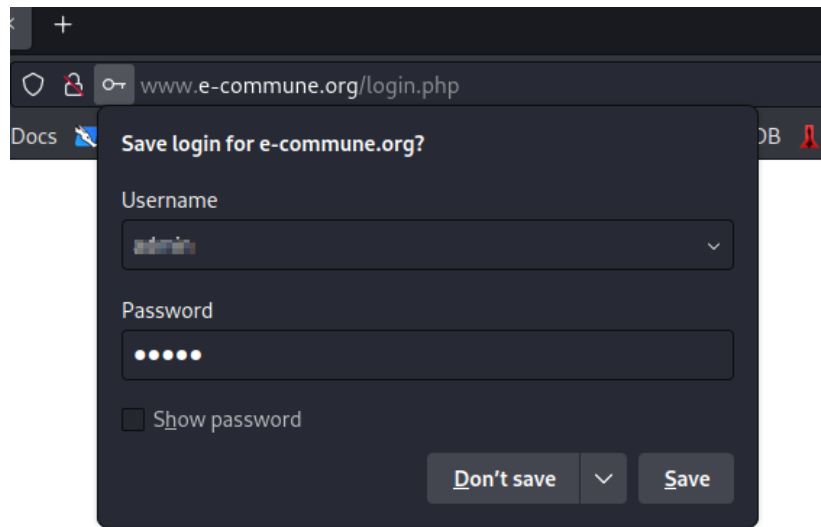 www.e-commune.org/login.php
Docs DB
Save login for e-commune.org?
Username
Password
Show password
Don't save Save